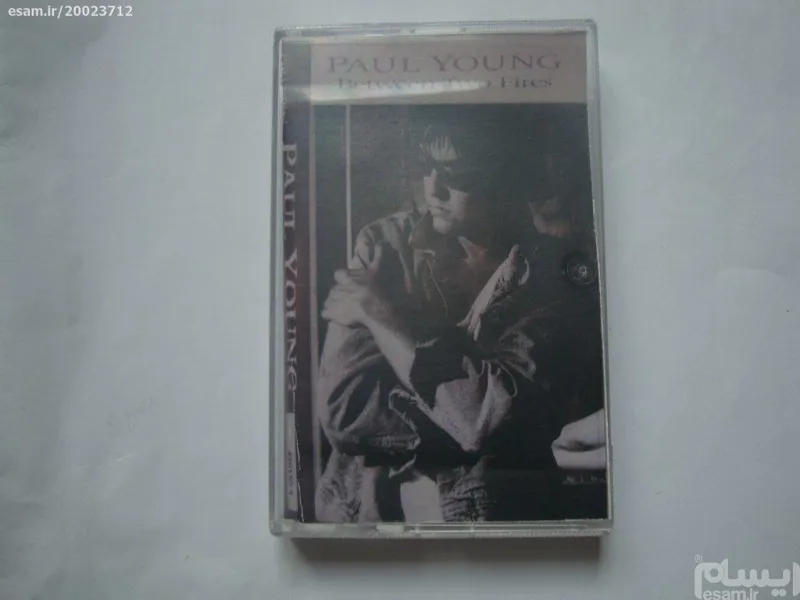 esam.ir/20023712
PAUL YOUNG
Between Two Fires
PAUL YOUNG
ایسام
esam.ir